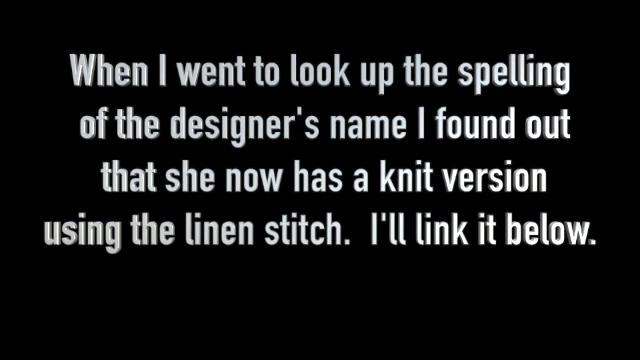 When I went to look up the spelling
of the designer's name I found out
that she now has a knit version
using the linen stitch.  I'll link it below.